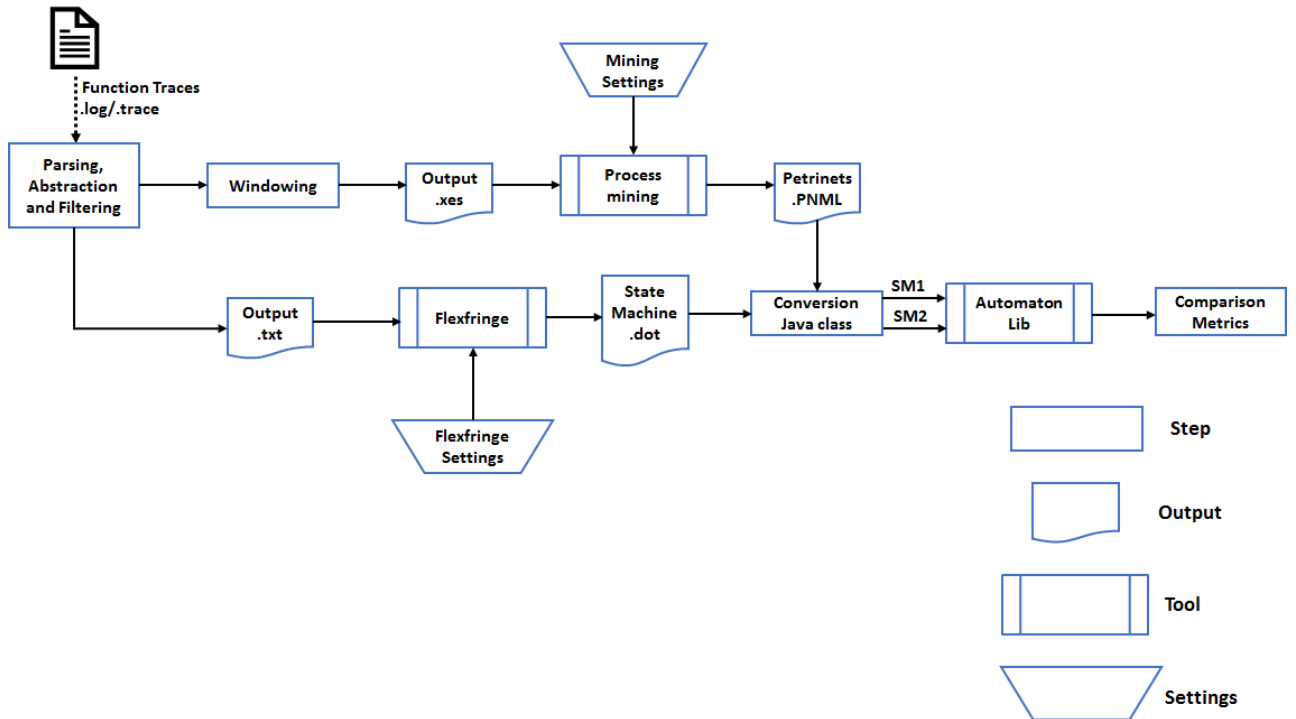 Function Traces
.log/.trace
Mining
Settings
Parsing,
Abstraction
and Filtering
Windowing
Output
.xes
Process
mining
Petrinets
.PNML
Output
.txt
Flexfringe
State
Machine
.dot
Conversion
Java class
SM1
SM2
Automaton
Lib
Comparison
Metrics
Flexfringe
Settings
Step
Output
Tool
Settings